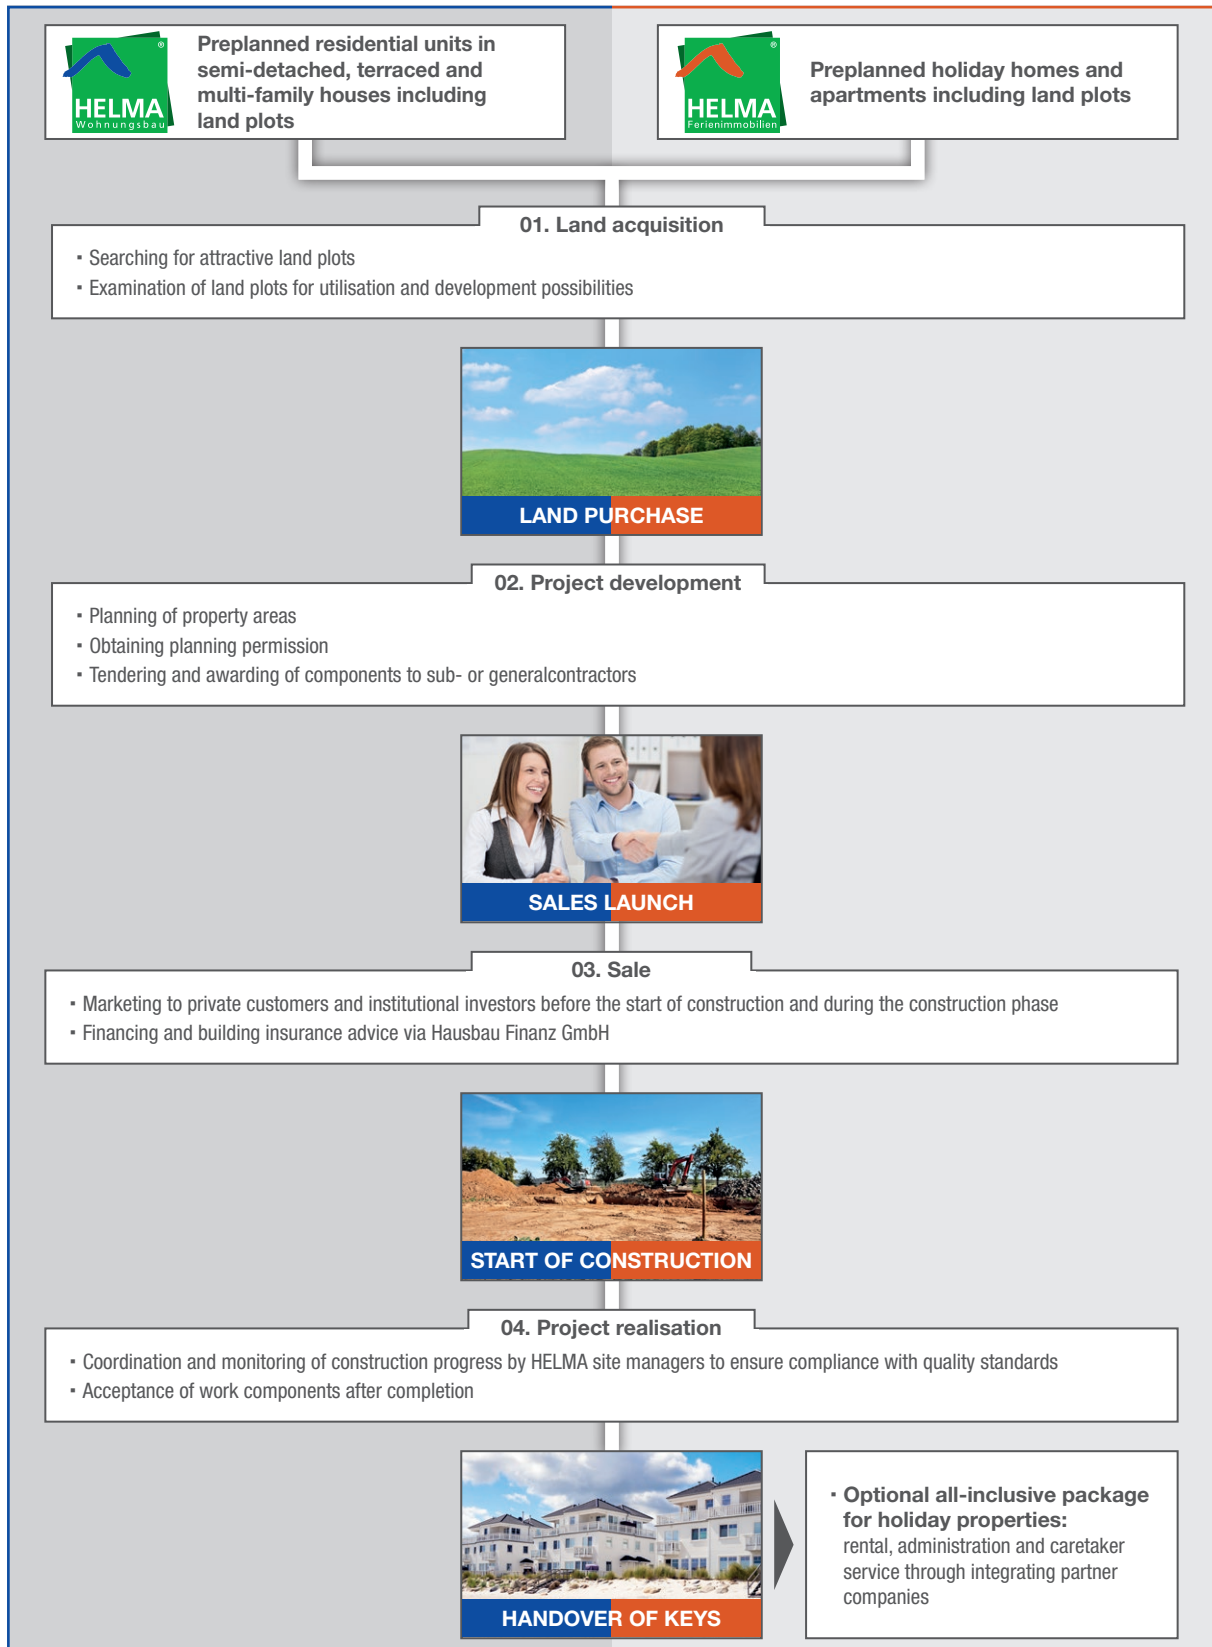 ®
HELMA
Wohnungsbau
Preplanned residential units in
semi-detached, terraced and
multi-family houses including
land plots
®
HELMA
Ferienimmobilien
Preplanned holiday homes and
apartments including land plots
01. Land acquisition
▪ Searching for attractive land plots
▪ Examination of land plots for utilisation and development possibilities
LAND PURCHASE
02. Project development
▪ Planning of property areas
▪ Obtaining planning permission
▪ Tendering and awarding of components to sub- or generalcontractors
SALES LAUNCH
03. Sale
▪ Marketing to private customers and institutional investors before the start of construction and during the construction phase
▪ Financing and building insurance advice via Hausbau Finanz GmbH
START OF CONSTRUCTION
04. Project realisation
▪ Coordination and monitoring of construction progress by HELMA site managers to ensure compliance with quality standards
▪ Acceptance of work components after completion
HANDOVER OF KEYS
▪ Optional all-inclusive package
for holiday properties:
rental, administration and caretaker
service through integrating partner
companies